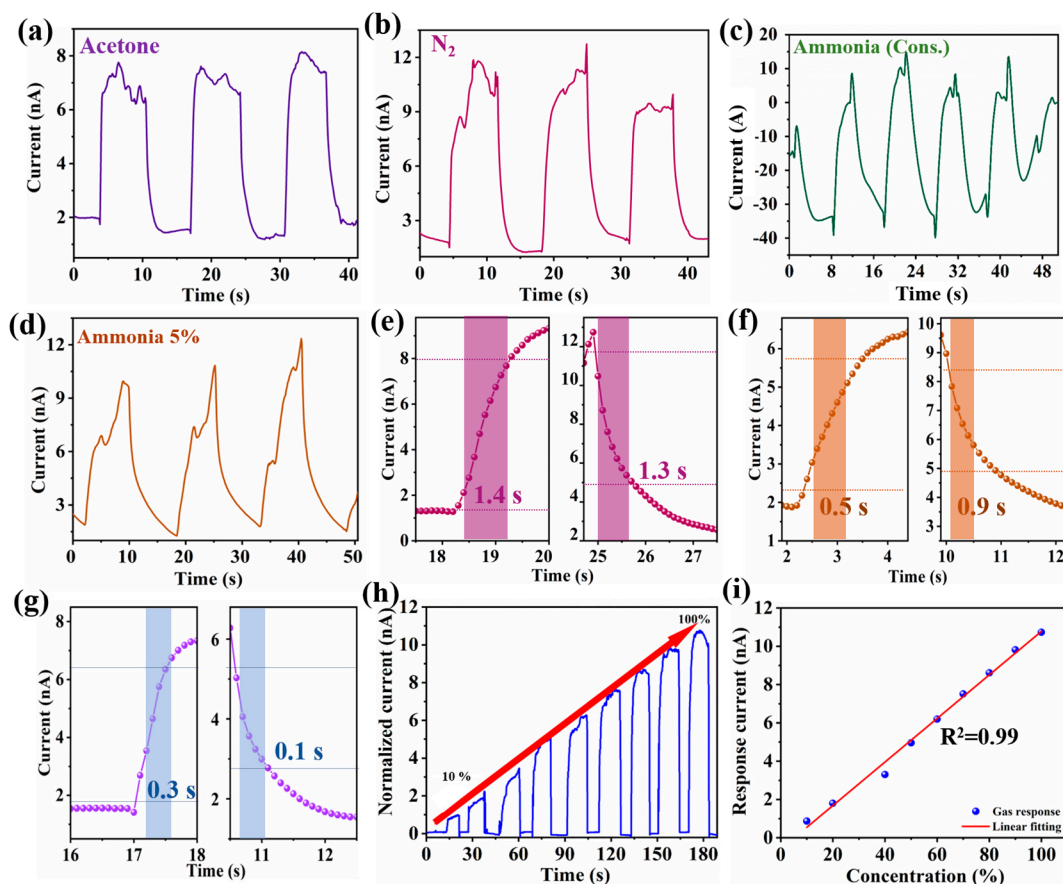 (a)
Acetone
Current (nA)
8
6
4
2
0
0 10 20 30 40
Time (s)
(b)
N2
Current (nA)
12
9
6
3
0 10 20 30 40
Time (s)
(c)
Ammonia (Cons.)
Current (A)
20
15
10
0
-10
-20
-30
-40
0 8 16 24 32 40 48
Time (s)
(d)
Ammonia 5%
Current (nA)
12
9
6
3
0 10 20 30 40 50
Time (s)
(e)
Current (nA)
10
8
6
4
2
0
1.4 s
18 19 20
12
10
8
6
4
2
1.3 s
25 26 27
Time (s)
(f)
Current (nA)
6
5
4
3
2
1
0.5 s
2 3 4
10
9
8
7
6
5
4
3
0.9 s
10 11 12
Time (s)
(g)
Current (nA)
8
6
4
2
0.3 s
16 17 18
6
4
2
0.1 s
11 12
Time (s)
(h)
Normalized current (nA)
12
10
8
6
4
2
0
10 %
100%
0 30 60 90 120 150 180
Time (s)
(i)
Response current (nA)
12
10
8
6
4
2
0
R²=0.99
Gas response
Linear fitting
0 20 40 60 80 100
Concentration (%)